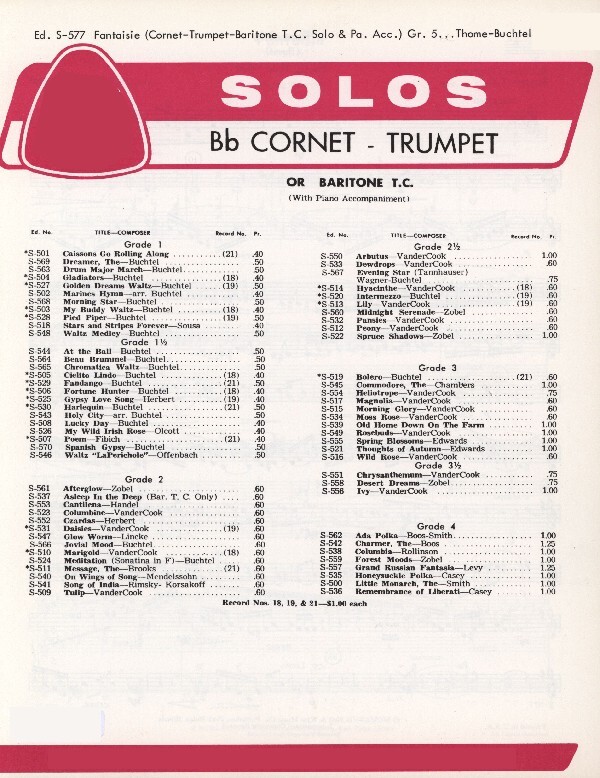 Ed. S-577 Fantaisie (Cornet-Trumpet-Baritone T.C. Solo & Pa. Acc.) Gr. 5...Thome-Buchtel
SOLOS
Bb CORNET - TRUMPET
OR BARITONE T.C.
(With Piano Accompaniment)
Ed. No. TITLE—COMPOSER Record No. Pr.
Grade 1
*S-501 Caissons Go Rolling Along (21) .40
S-569 Dreamer, The—Buchtel .50
S-563 Drum Major March—Buchtel .50
*S-504 Gladiators—Buchtel (18) .40
*S-527 Golden Dreams Waltz—Buchtel (19) .50
S-502 Marines Hymn—arr. Buchtel .40
S-568 Morning Star—Buchtel .50
*S-503 My Buddy Waltz—Buchtel (18) .40
*S-528 Pied Piper—Buchtel (19) .50
S-518 Stars and Stripes Forever—Sousa .40
S-548 Waltz Medley—Buchtel .50
Grade 1½
S-544 At the Ball—Buchtel .50
S-564 Beau Brummel—Buchtel .50
S-565 Chromatica Waltz—Buchtel .50
*S-505 Cielito Lindo—Buchtel (18) .40
*S-529 Fandango—Buchtel (21) .50
*S-506 Fortune Hunter—Buchtel (18) .40
*S-525 Gypsy Love Song—Herbert (19) .40
*S-530 Harlequin—Buchtel (21) .50
S-543 Holy City—arr. Buchtel .50
S-508 Lucky Day—Buchtel .40
S-526 My Wild Irish Rose—Olcott .40
*S-507 Poem—Fibich (21) .40
S-570 Spanish Gypsy—Buchtel .50
S-546 Waltz "LaPerichole"—Offenbach .50
Grade 2
S-561 Afterglow—Zobel .60
S-537 Asleep in the Deep (Bar. T. C. Only) .60
S-553 Cantilena—Handel .60
S-523 Columbine—VanderCook .60
S-552 Czardas—Herbert .60
*S-531 Daisies—VanderCook (19) .60
S-547 Glow Worm—Lincke .60
S-566 Jovial Mood—Buchtel .60
*S-510 Marigold—VanderCook (18) .60
S-524 Meditation (Sonatina in F)—Buchtel .60
*S-511 Message, The—Brooks (21) .60
S-540 On Wings of Song—Mendelssohn .60
S-541 Song of India—Rimsky- Korsakoff .60
S-509 Tulip—VanderCook .60
Ed. No. TITLE—COMPOSER Record No. Pr.
Grade 2½
S-550 Arbutus—VanderCook 1.00
S-533 Dewdrops—VanderCook .60
S-567 Evening Star (Tannhauser)
Wagner-Buchtel .75
*S-514 Hyacinthe—VanderCook (18) .60
*S-520 Intermezzo—Buchtel (19) .60
*S-513 Lily—VanderCook (19) .60
S-560 Midnight Serenade—Zobel .60
S-532 Pansies—VanderCook .60
S-512 Peony—VanderCook .60
S-522 Spruce Shadows—Zobel 1.00
Grade 3
*S-519 Bolero—Buchtel (21) .60
S-545 Commodore, The—Chambers 1.00
S-554 Heliotrope—VanderCook .75
S-517 Magnolia—VanderCook .60
S-515 Morning Glory—VanderCook .60
S-534 Moss Rose—VanderCook .60
S-539 Old Home Down On The Farm 1.00
S-549 Rosebuds—VanderCook 1.00
S-555 Spring Blossoms—Edwards 1.00
S-521 Thoughts of Autumn—Edwards 1.00
S-516 Wild Rose—VanderCook .60
Grade 3½
S-551 Chrysanthemum—VanderCook .75
S-558 Desert Dreams—Zobel .75
S-556 Ivy—VanderCook 1.00
Grade 4
S-562 Ada Polka—Boos-Smith 1.00
S-542 Charmer, The—Boos 1.25
S-538 Columbia—Rollinson 1.00
S-559 Forest Moods—Zobel 1.00
S-557 Grand Russian Fantasia—Levy 1.25
S-535 Honeysuckle Polka—Casey 1.00
S-500 Little Monarch, The—Smith 1.00
S-536 Remembrance of Liberati—Casey 1.00
Record Nos. 18, 19, & 21—$1.00 each